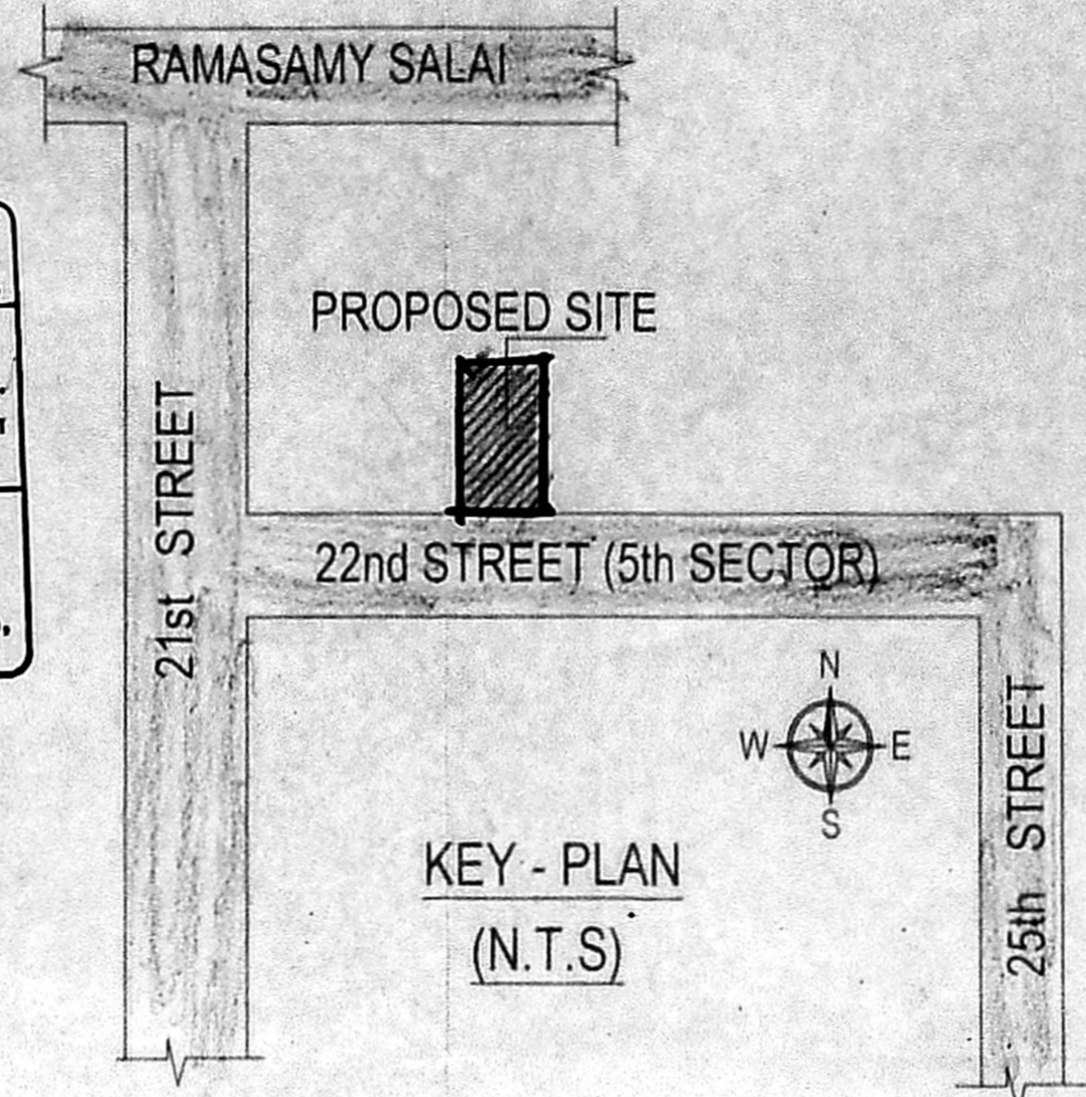 RAMASAMY SALAI
PROPOSED SITE
21st STREET
22nd STREET (5th SECTOR)
N
W
E
S
25th STREET
KEY - PLAN
(N.T.S)